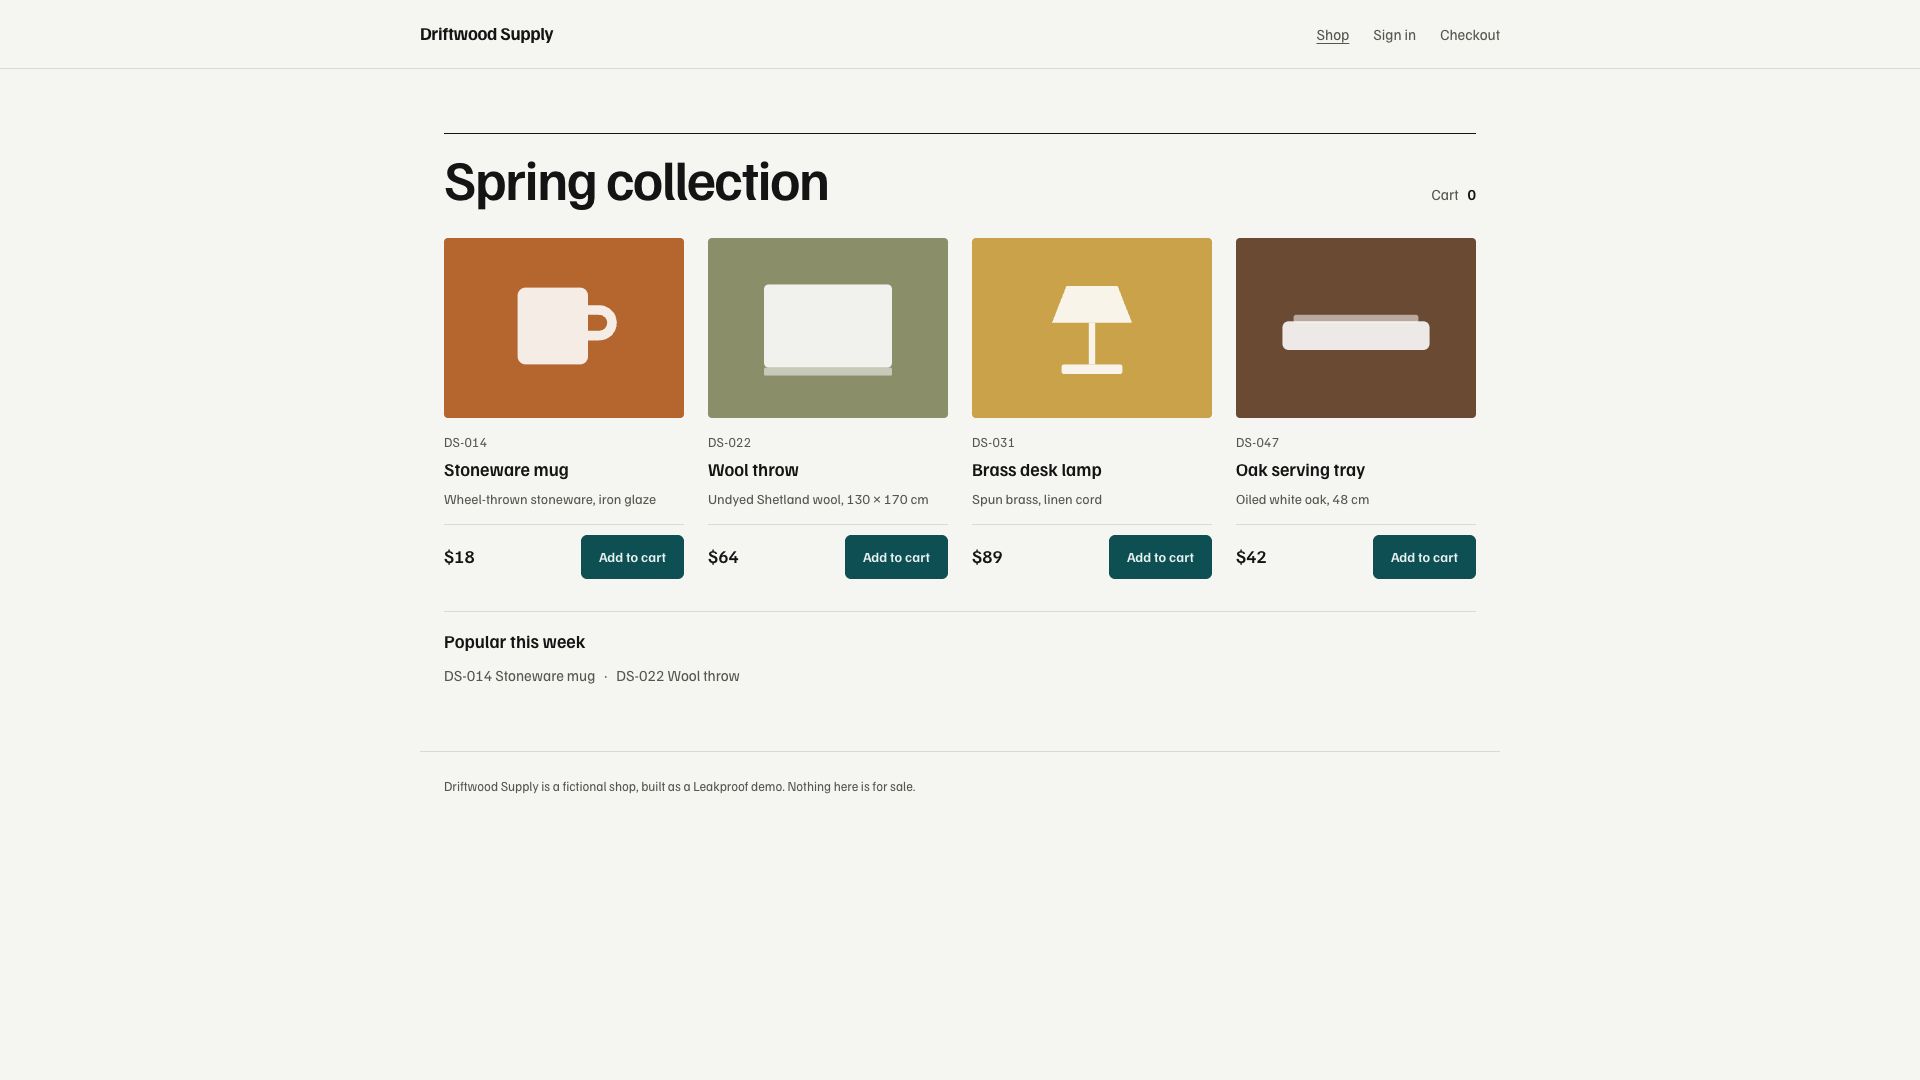 Driftwood Supply
Shop Sign in Checkout
Spring collection
Cart 0
DS-014
Stoneware mug
Wheel-thrown stoneware, iron glaze
$18 Add to cart
DS-022
Wool throw
Undyed Shetland wool, 130 × 170 cm
$64 Add to cart
DS-031
Brass desk lamp
Spun brass, linen cord
$89 Add to cart
DS-047
Oak serving tray
Oiled white oak, 48 cm
$42 Add to cart
Popular this week
DS-014 Stoneware mug · DS-022 Wool throw
Driftwood Supply is a fictional shop, built as a Leakproof demo. Nothing here is for sale.